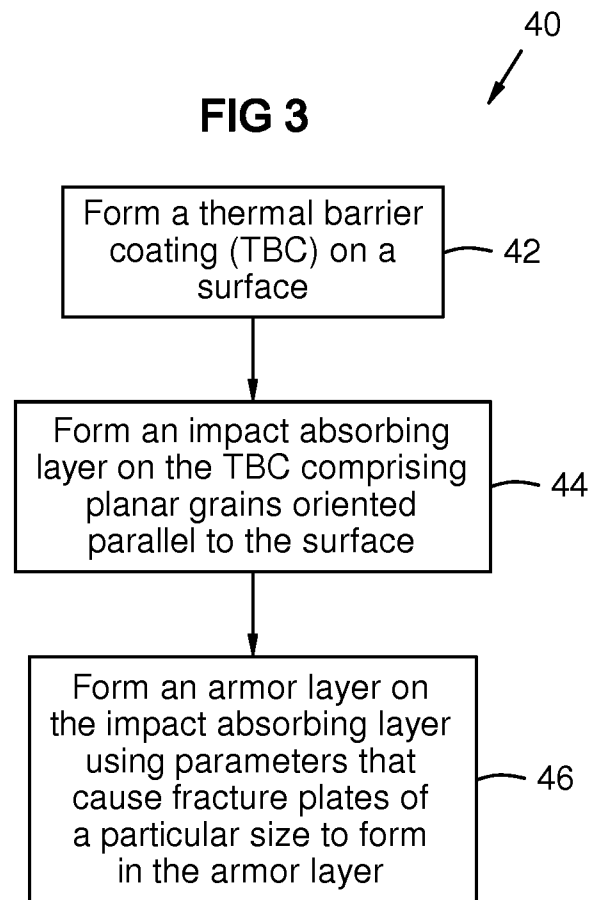 40
FIG 3
Form a thermal barrier
coating (TBC) on a
surface
42
Form an impact absorbing
layer on the TBC comprising
planar grains oriented
parallel to the surface
44
Form an armor layer on
the impact absorbing layer
using parameters that
cause fracture plates of
a particular size to form
in the armor layer
46